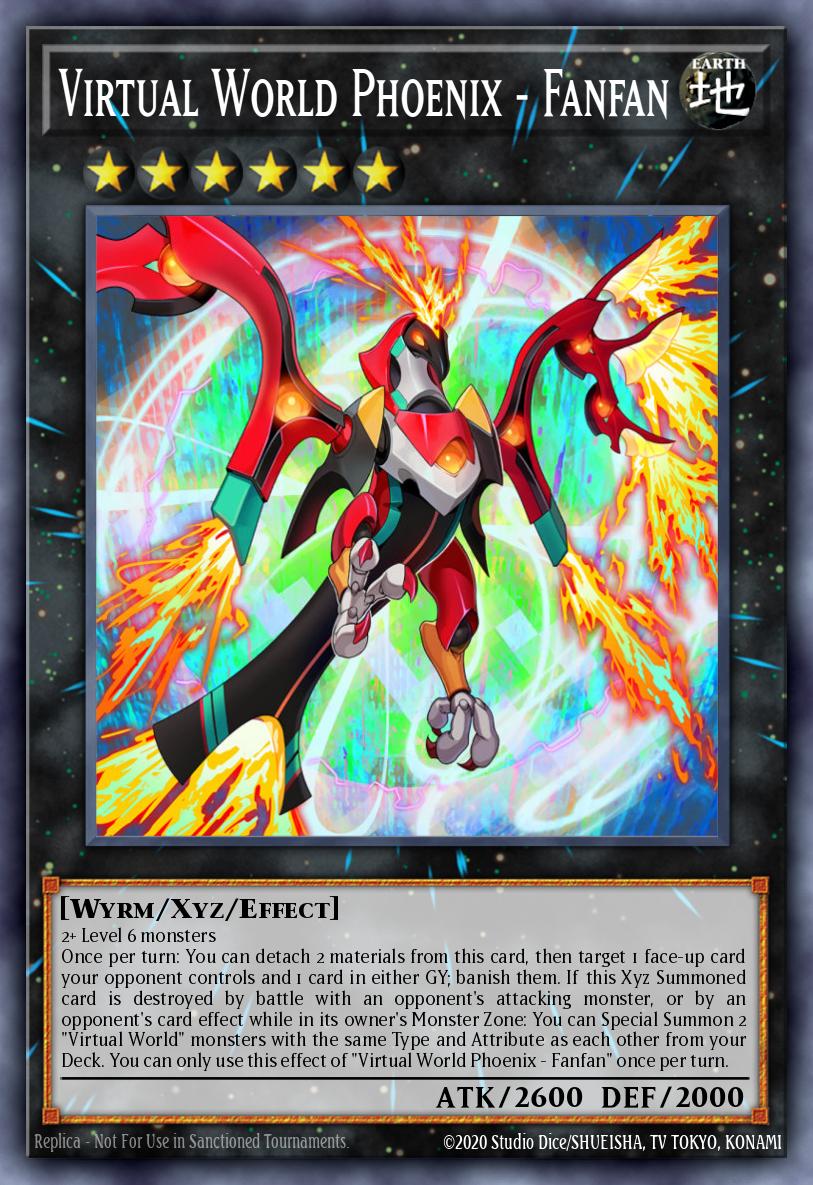 Virtual World Phoenix - Fanfan
EARTH
地
[Wyrm/Xyz/Effect]
2+ Level 6 monsters
Once per turn: You can detach 2 materials from this card, then target 1 face-up card
your opponent controls and 1 card in either GY; banish them. If this Xyz Summoned
card is destroyed by battle with an opponent's attacking monster, or by an
opponent's card effect while in its owner's Monster Zone: You can Special Summon 2
"Virtual World" monsters with the same Type and Attribute as each other from your
Deck. You can only use this effect of "Virtual World Phoenix - Fanfan" once per turn.
ATK/2600 DEF/2000
Replica - Not For Use in Sanctioned Tournaments.
©2020 Studio Dice/SHUEISHA, TV TOKYO, KONAMI